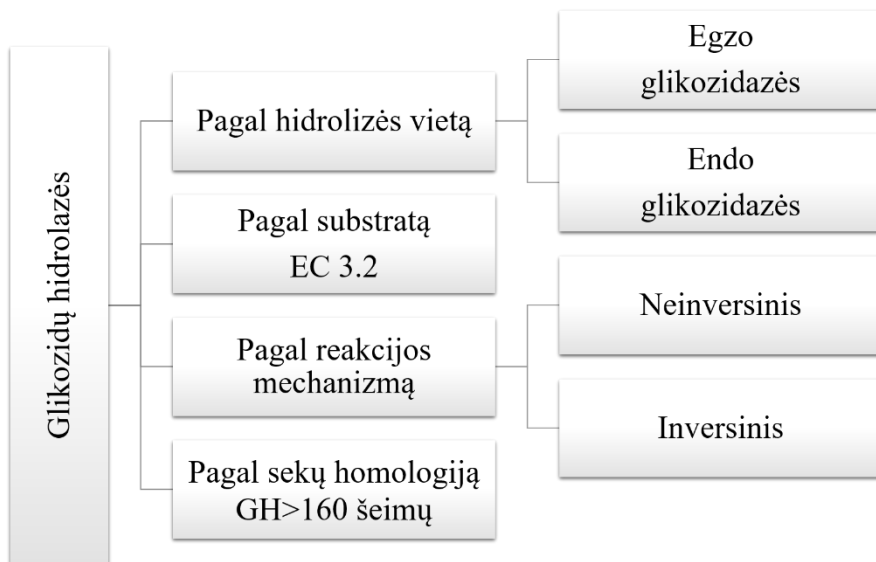 Glikozidų hidrolazės
Pagal hidrolizės vietą
Egzo
glikozidazės
Endo
glikozidazės
Pagal substratą
EC 3.2
Pagal reakcijos
mechanizmą
Neinversinis
Inversinis
Pagal sekų homologiją
GH>160 šeimų